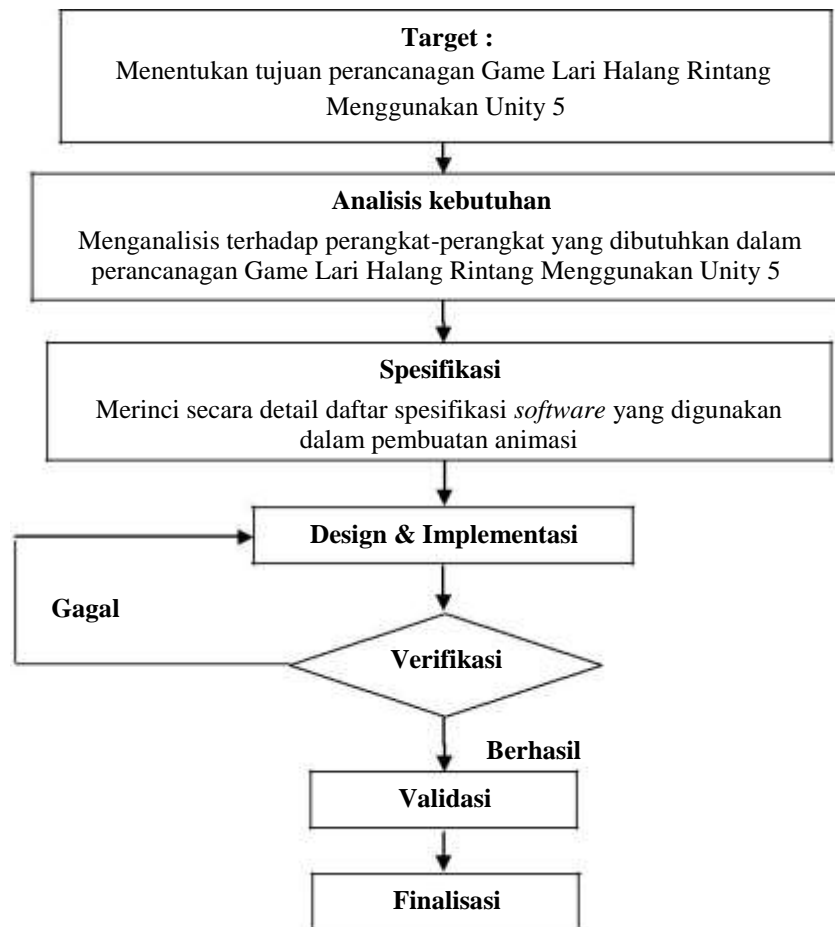 Target :
Menentukan tujuan perancanagan Game Lari Halang Rintang
Menggunakan Unity 5
Analisis kebutuhan
Menganalisis terhadap perangkat-perangkat yang dibutuhkan dalam
perancanagan Game Lari Halang Rintang Menggunakan Unity 5
Spesifikasi
Merinci secara detail daftar spesifikasi software yang digunakan
dalam pembuatan animasi
Design & Implementasi
Gagal
Verifikasi
Berhasil
Validasi
Finalisasi